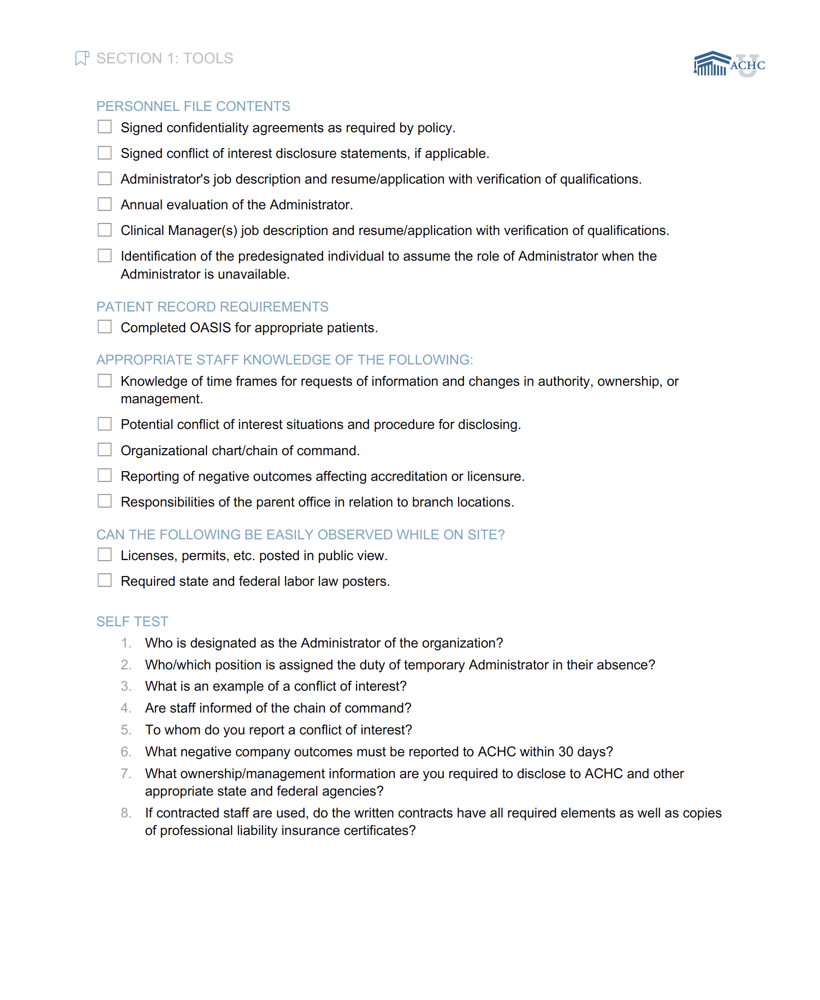 SECTION 1: TOOLS
ACHC
U
PERSONNEL FILE CONTENTS
Signed confidentiality agreements as required by policy.
Signed conflict of interest disclosure statements, if applicable.
Administrator's job description and resume/application with verification of qualifications.
Annual evaluation of the Administrator.
Clinical Manager(s) job description and resume/application with verification of qualifications.
Identification of the predesignated individual to assume the role of Administrator when the
Administrator is unavailable.
PATIENT RECORD REQUIREMENTS
Completed OASIS for appropriate patients.
APPROPRIATE STAFF KNOWLEDGE OF THE FOLLOWING:
Knowledge of time frames for requests of information and changes in authority, ownership, or
management.
Potential conflict of interest situations and procedure for disclosing.
Organizational chart/chain of command.
Reporting of negative outcomes affecting accreditation or licensure.
Responsibilities of the parent office in relation to branch locations.
CAN THE FOLLOWING BE EASILY OBSERVED WHILE ON SITE?
Licenses, permits, etc. posted in public view.
Required state and federal labor law posters.
SELF TEST
1. Who is designated as the Administrator of the organization?
2. Who/which position is assigned the duty of temporary Administrator in their absence?
3. What is an example of a conflict of interest?
4. Are staff informed of the chain of command?
5. To whom do you report a conflict of interest?
6. What negative company outcomes must be reported to ACHC within 30 days?
7. What ownership/management information are you required to disclose to ACHC and other
appropriate state and federal agencies?
8. If contracted staff are used, do the written contracts have all required elements as well as copies
of professional liability insurance certificates?